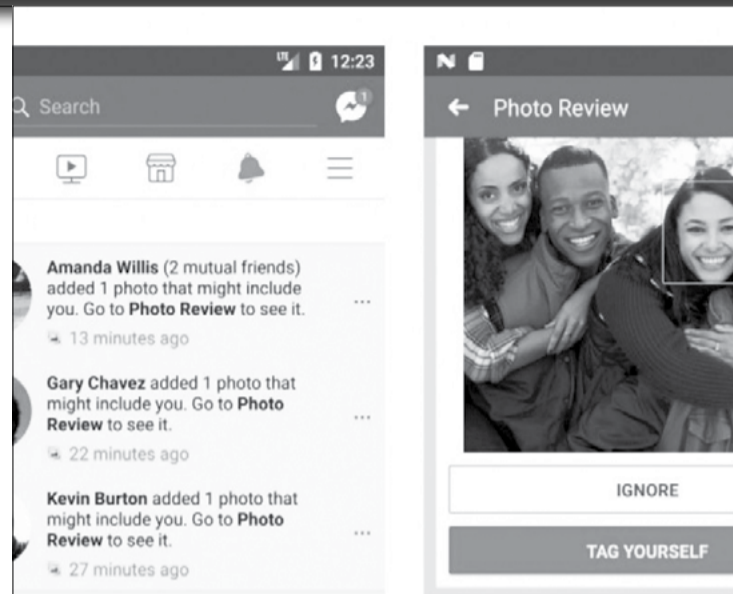 LTE 12:23
Search
1
Amanda Willis (2 mutual friends)
added 1 photo that might include
you. Go to Photo Review to see it.
13 minutes ago
Gary Chavez added 1 photo that
might include you. Go to Photo
Review to see it.
22 minutes ago
Kevin Burton added 1 photo that
might include you. Go to Photo
Review to see it.
27 minutes ago
Photo Review
IGNORE
TAG YOURSELF